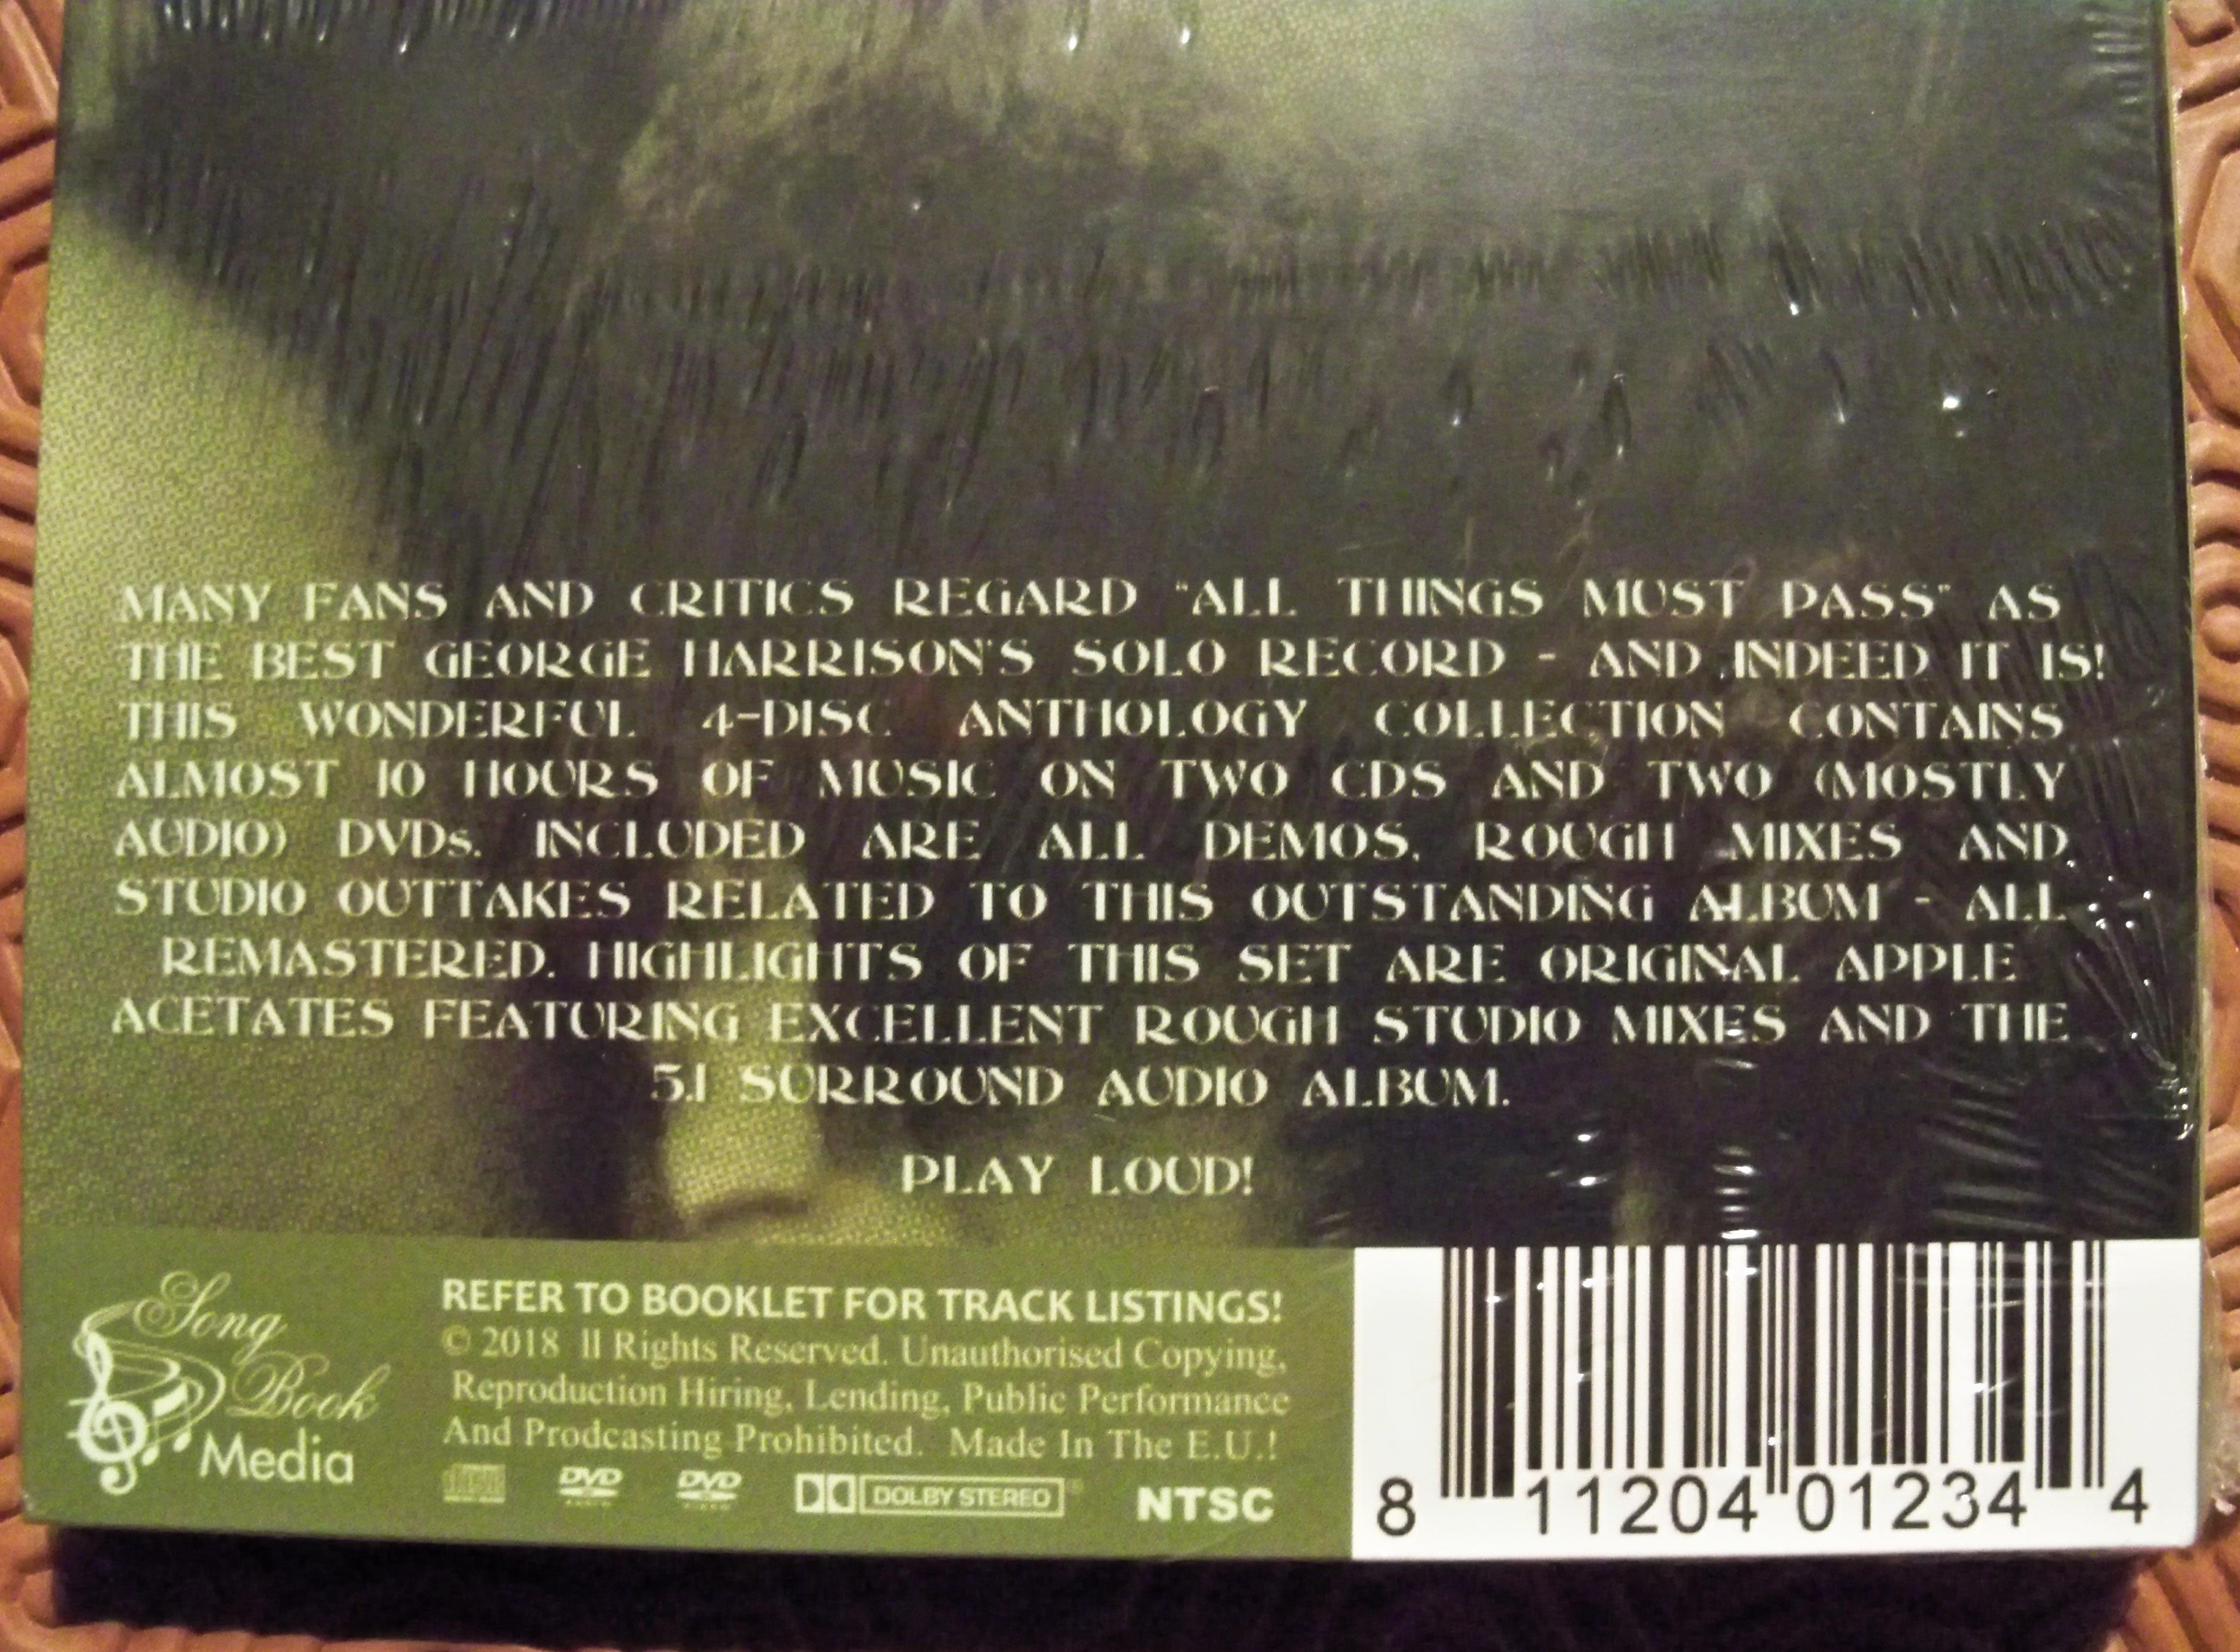 MANY FANS AND CRITICS REGARD "ALL THINGS MUST PASS" AS
THE BEST GEORGE HARRISON'S SOLO RECORD - AND INDEED IT IS!
THIS WONDERFUL 4-DISC ANTHOLOGY COLLECTION CONTAINS
ALMOST 10 HOURS OF MUSIC ON TWO CDS AND TWO (MOSTLY
AUDIO) DVDs. INCLUDED ARE ALL DEMOS, ROUGH MIXES AND
STUDIO OUTTAKES RELATED TO THIS OUTSTANDING ALBUM - ALL
REMASTERED. HIGHLIGHTS OF THIS SET ARE ORIGINAL APPLE
ACETATES FEATURING EXCELLENT ROUGH STUDIO MIXES AND THE
5.1 SURROUND AUDIO ALBUM.
PLAY LOUD!
Song
Book
Media
REFER TO BOOKLET FOR TRACK LISTINGS!
© 2018 ll Rights Reserved. Unauthorised Copying,
Reproduction Hiring, Lending, Public Performance
And Prodcasting Prohibited. Made In The E.U.!
DVD DVD DOLBY STEREO NTSC
8 11204 01234 4